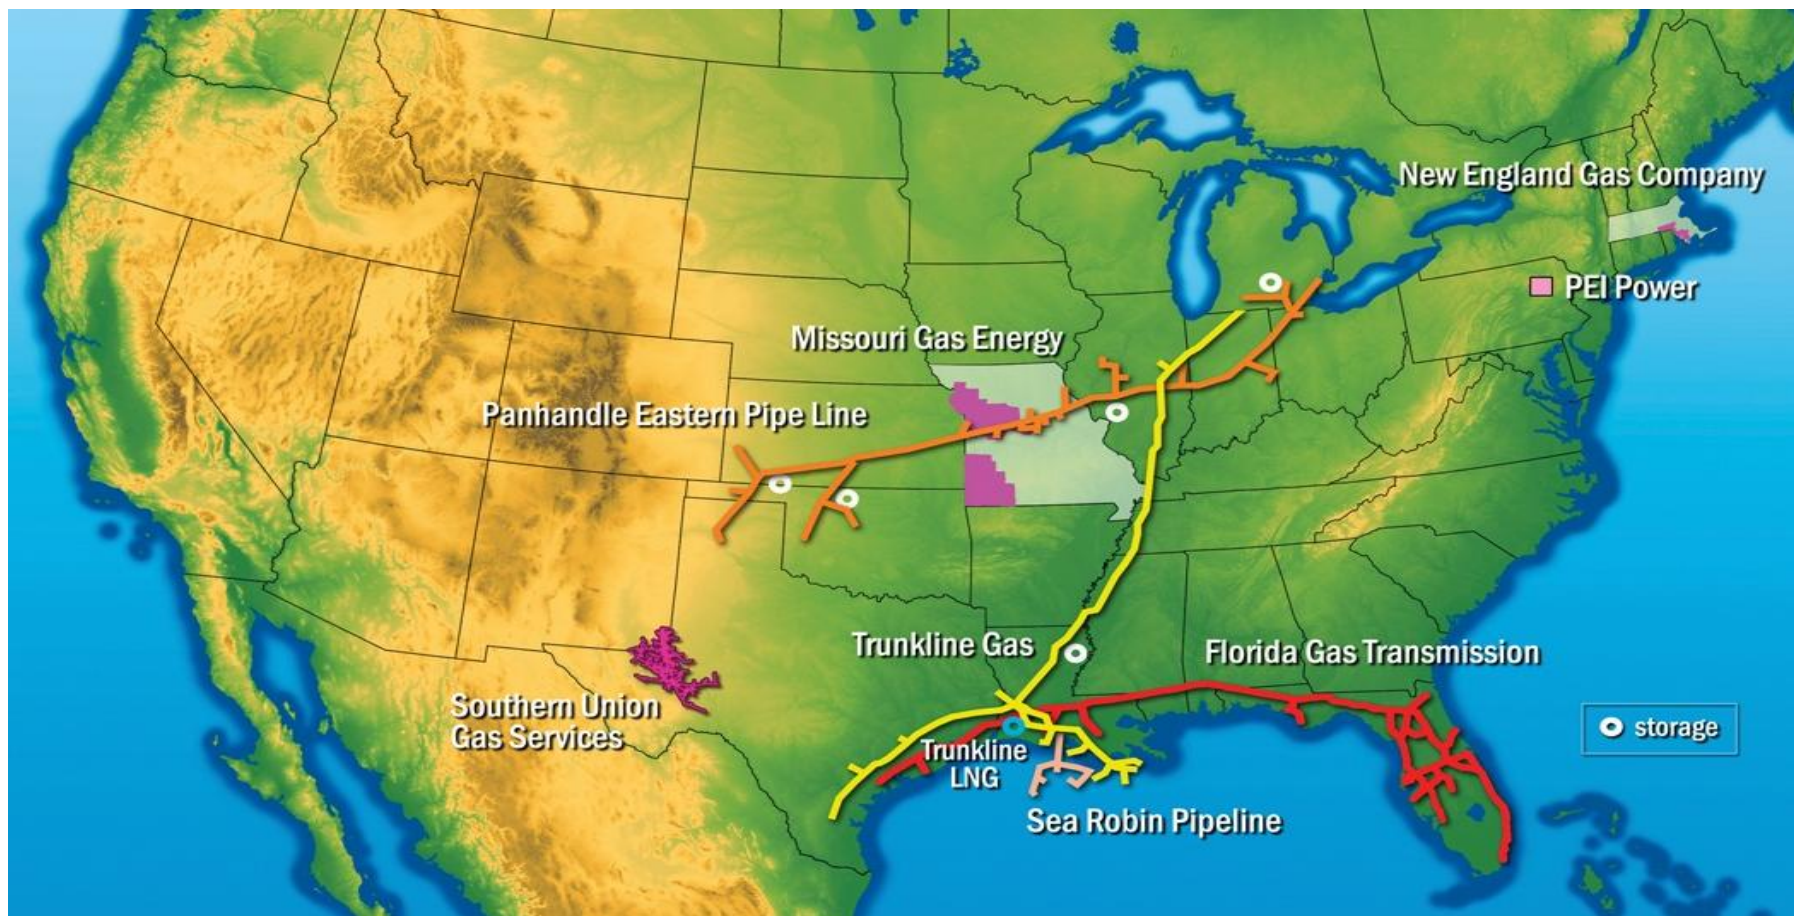 New England Gas Company
PEI Power
Missouri Gas Energy
Panhandle Eastern Pipe Line
Trunkline Gas
Florida Gas Transmission
Southern Union
Gas Services
storage
Trunkline
LNG
Sea Robin Pipeline